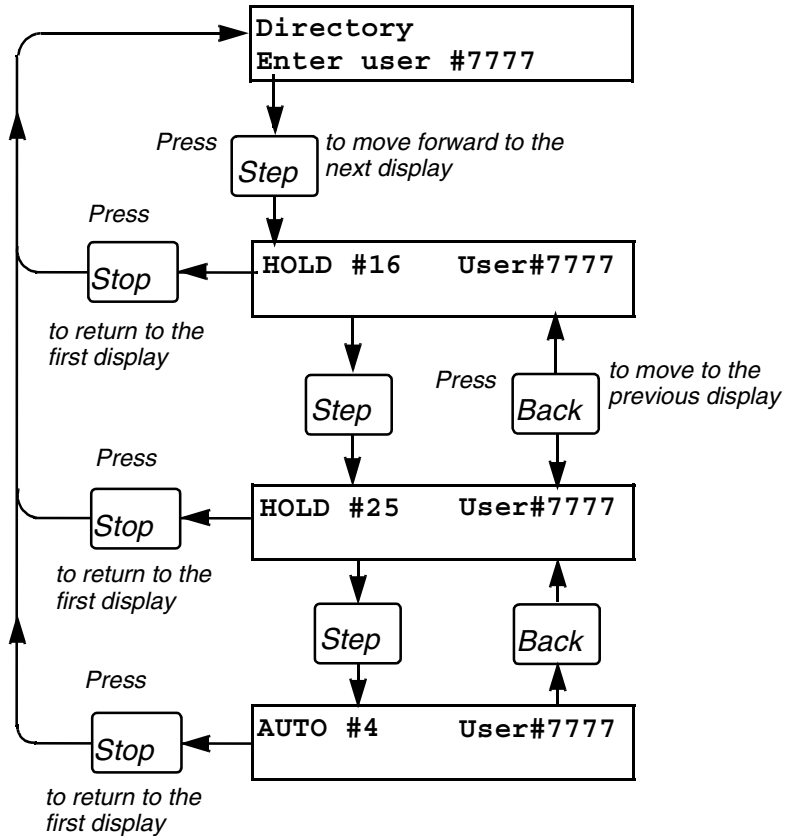 Directory
Enter user #7777
Press
Step
to move forward to the
next display
Press
Stop
HOLD #16 User#7777
to return to the
first display
Step
Press
Back
to move to the
previous display
Press
Stop
HOLD #25 User#7777
to return to the
first display
Step
Back
Press
Stop
AUTO #4 User#7777
to return to the
first display